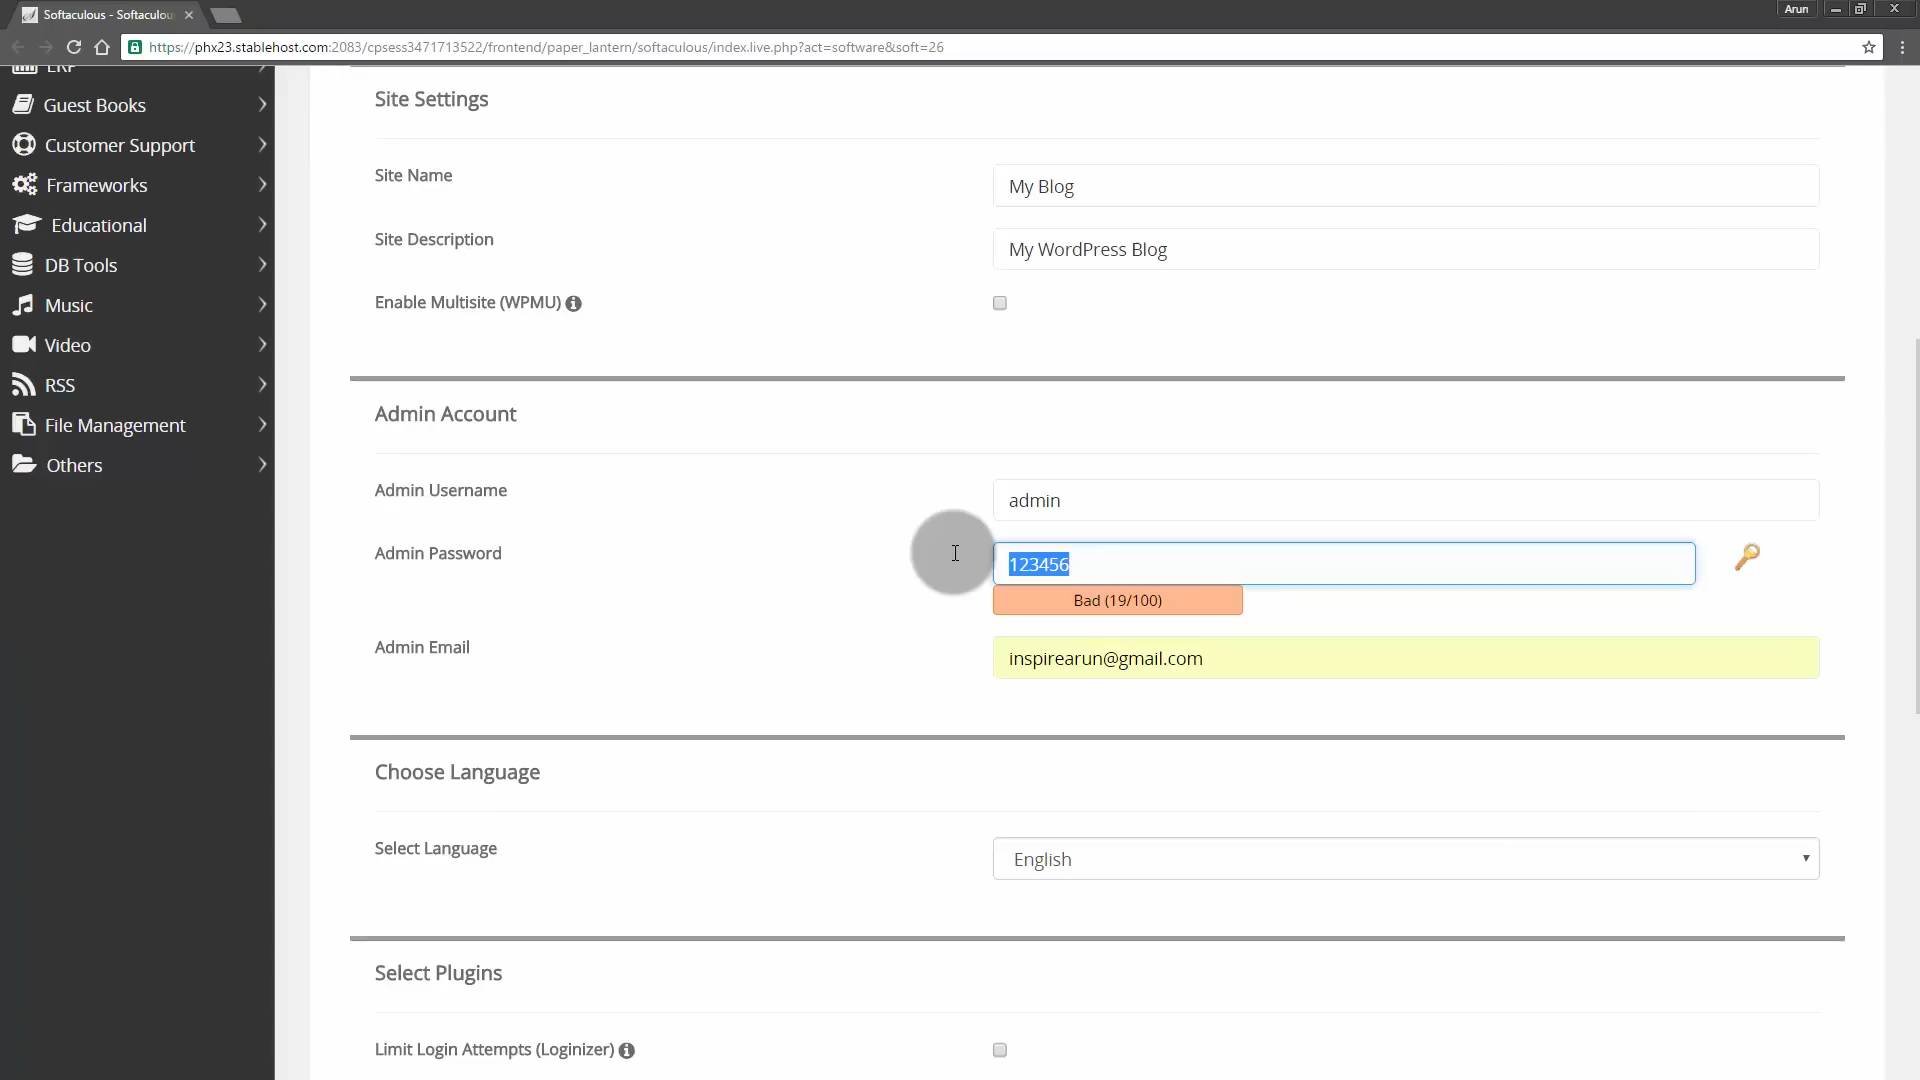 Softaculous - Softaculou
Arun
https://phx23.stablehost.com:2083/cpsess3471713522/frontend/paper_lantern/softaculous/index.live.php?act=software&soft=26
ERP
Guest Books
Customer Support
Frameworks
Educational
DB Tools
Music
Video
RSS
File Management
Others
Site Settings
Site Name
My Blog
Site Description
My WordPress Blog
Enable Multisite (WPMU)
Admin Account
Admin Username
admin
Admin Password
123456
Bad (19/100)
Admin Email
inspirearun@gmail.com
Choose Language
Select Language
English
Select Plugins
Limit Login Attempts (Loginizer)